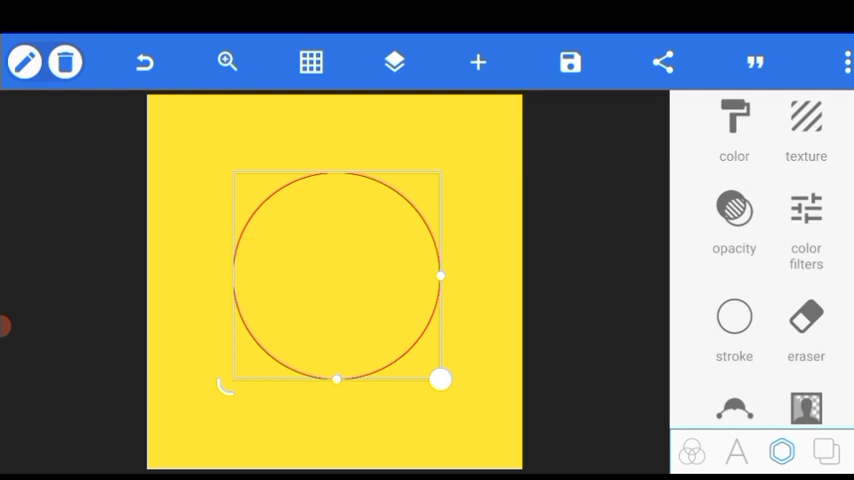 color texture
opacity color
filters
stroke eraser